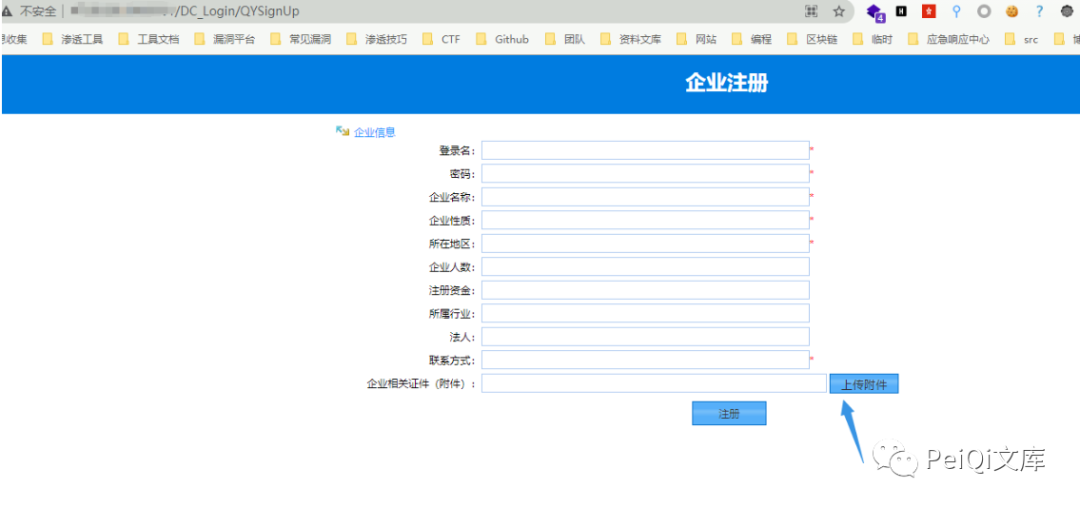 不安全 /DC_Login/QYSignUp
收集 渗透工具 工具文档 漏洞平台 常见漏洞 渗透技巧 CTF Github 团队 资料文库 网站 编程 区块链 临时 应急响应中心 src
企业注册
企业信息
登录名： *
密码： *
企业名称： *
企业性质： *
所在地区： *
企业人数：
注册资金：
所属行业：
法人：
联系方式： *
企业相关证件（附件）： 上传附件
注册
PeiQi文库